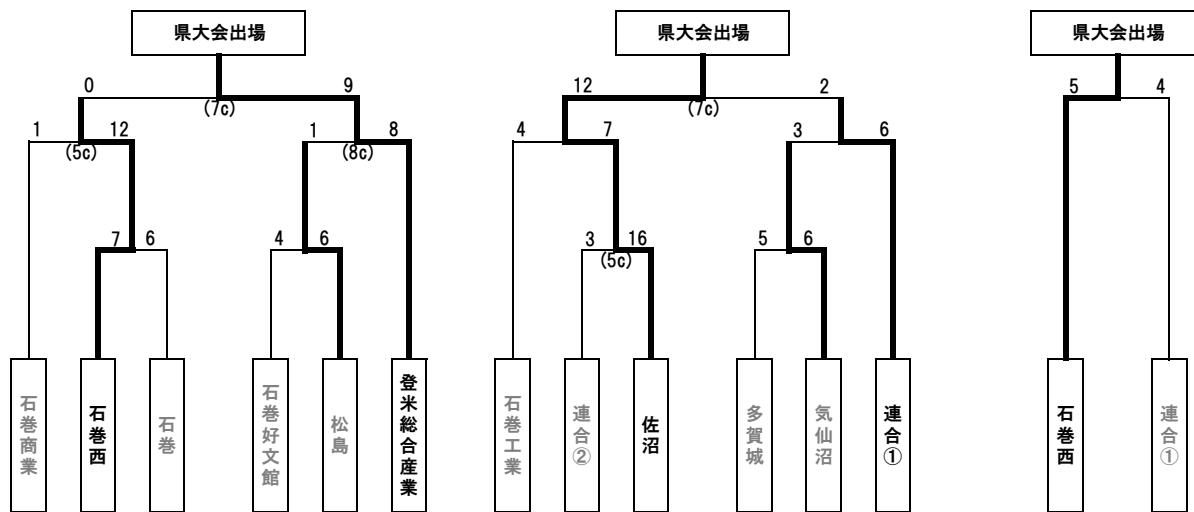 県大会出場 県大会出場 県大会出場
0 9 12 2 5 4
(7c) (7c)
1 12 1 8 4 7 3 6
(5c) (8c)
7 6 4 6 3 16 5 6
(5c)
石巻商業
石巻西
石巻
石巻好文館
松島
登米総合産業
石巻工業
連合②
佐沼
多賀城
気仙沼
連合①
石巻西
連合①